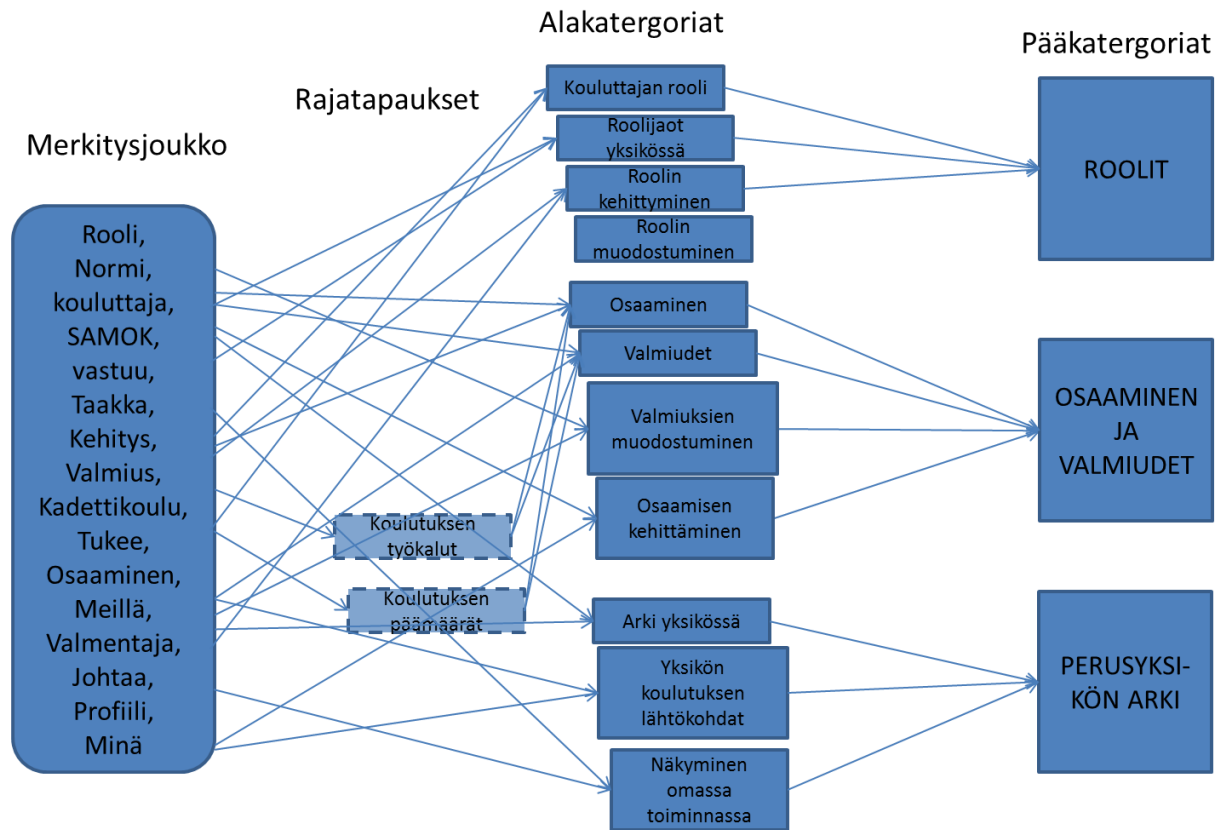 Alakatergoriat
Pääkatergoriat
Rajatapaukset
Merkitysjoukko
Rooli,
Normi,
kouluttaja,
SAMOK,
vastuu,
Taakka,
Kehitys,
Valmius,
Kadettikoulu,
Tukee,
Osaaminen,
Meillä,
Valmentaja,
Johtaa,
Profiili,
Minä
Koulutuksen
työkalut
Koulutuksen
päämäärät
Kouluttajan rooli
Roolijaot
yksikössä
Roolin
kehittyminen
Roolin
muodostuminen
Osaaminen
Valmiudet
Valmiuksien
muodostuminen
Osaamisen
kehittäminen
Arki yksikössä
Yksikön
koulutuksen
lähtökohdat
Näkyminen
omassa
toiminnassa
ROOLIT
OSAAMINEN
JA
VALMIUDET
PERUSYKSI-
KÖN ARKI